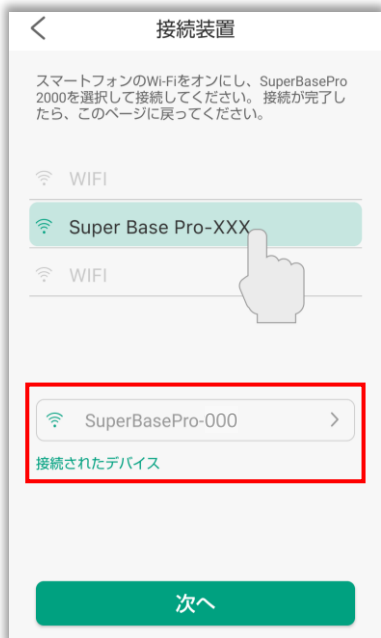 接続装置
スマートフォンのWi-Fiをオンにし、SuperBasePro
2000を選択して接続してください。 接続が完了し
たら、このページに戻ってください。
WIFI
Super Base Pro-XXX
WIFI
SuperBasePro-000
接続されたデバイス
次へ